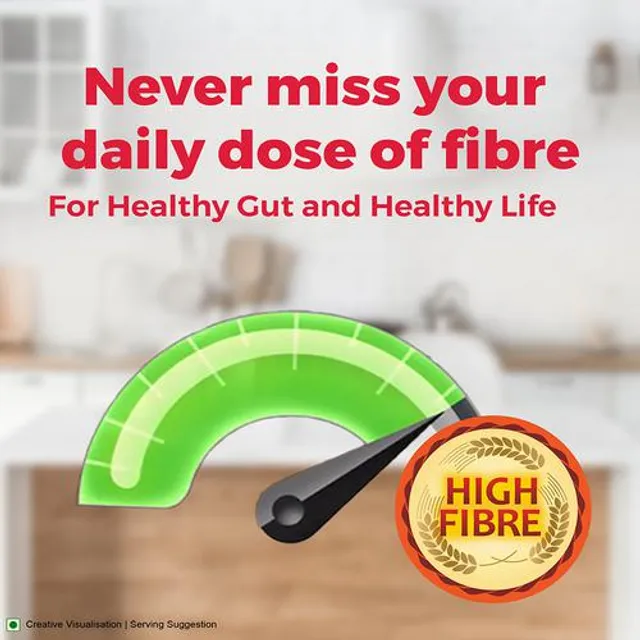 Never miss your
daily dose of fibre
For Healthy Gut and Healthy Life
HIGH
FIBRE
Creative Visualisation | Serving Suggestion